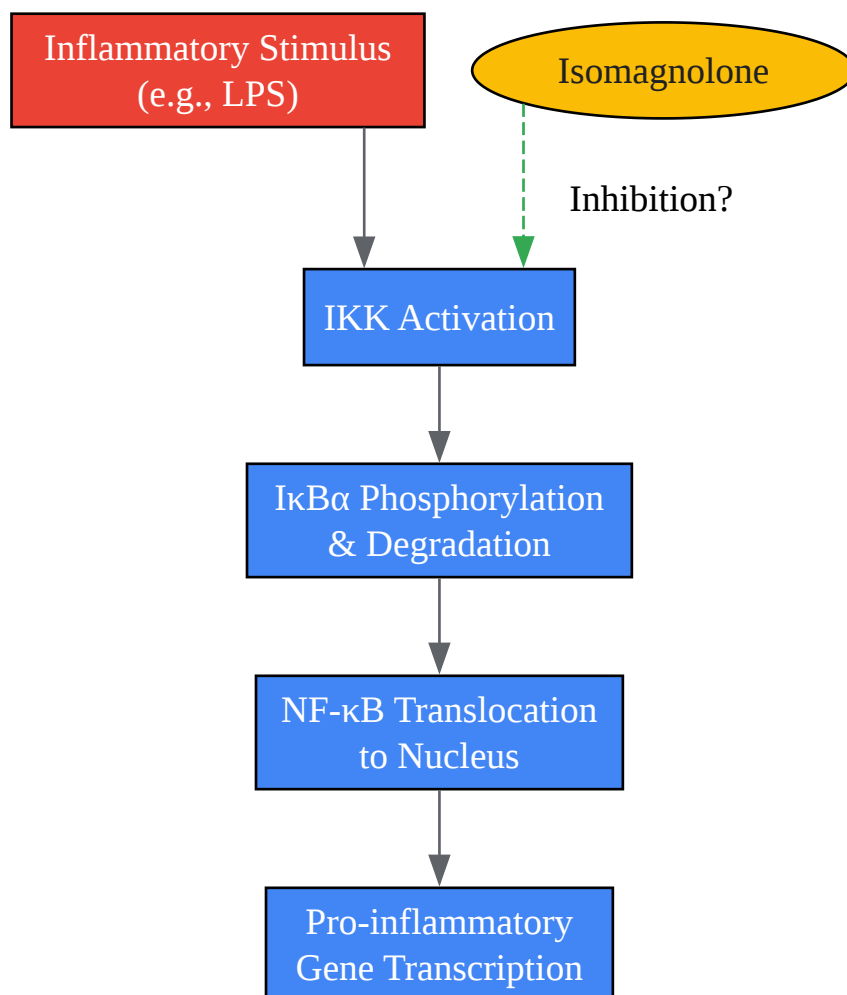 Inflammatory Stimulus
(e.g., LPS)
Isomagnolone
Inhibition?
IKK Activation
IκBα Phosphorylation
& Degradation
NF-κB Translocation
to Nucleus
Pro-inflammatory
Gene Transcription